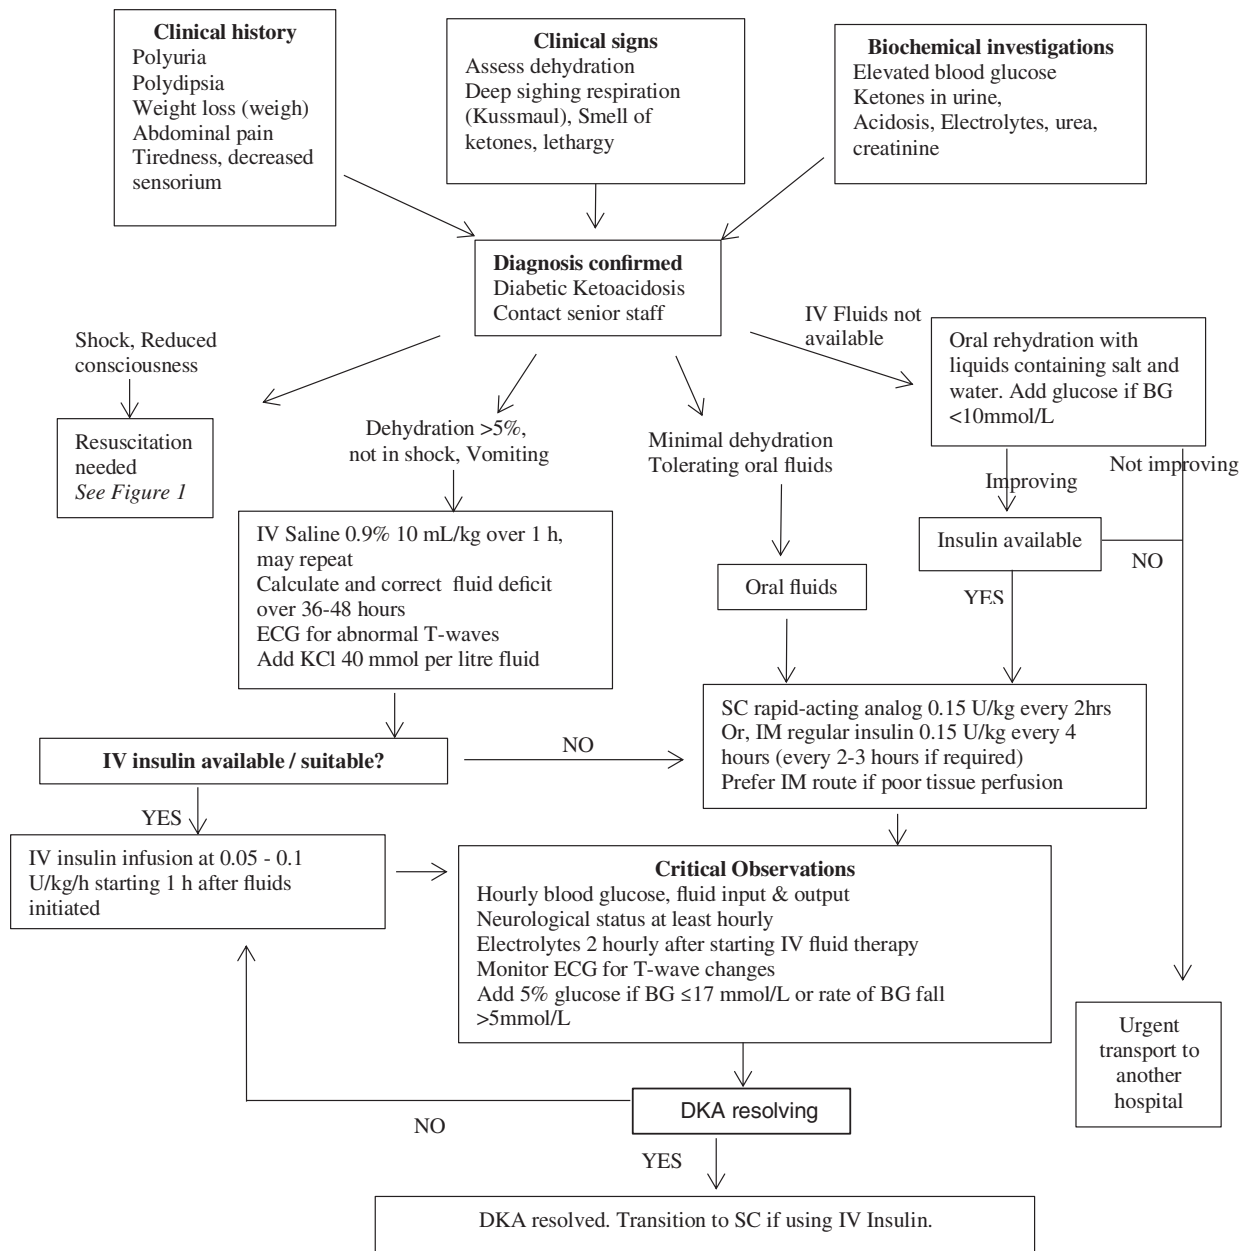 Clinical history
Polyuria
Polydipsia
Weight loss (weigh)
Abdominal pain
Tiredness, decreased
sensorium
Clinical signs
Assess dehydration
Deep sighing respiration
(Kussmaul), Smell of
ketones, lethargy
Biochemical investigations
Elevated blood glucose
Ketones in urine,
Acidosis, Electrolytes, urea,
creatinine
Diagnosis confirmed
Diabetic Ketoacidosis
Contact senior staff
Shock, Reduced
consciousness
Resuscitation
needed
See Figure 1
Dehydration >5%,
not in shock, Vomiting
Minimal dehydration
Tolerating oral fluids
IV Fluids not
available
Oral rehydration with
liquids containing salt and
water. Add glucose if BG
<10mmol/L
Improving
Not improving
IV Saline 0.9% 10 mL/kg over 1 h,
may repeat
Calculate and correct fluid deficit
over 36-48 hours
ECG for abnormal T-waves
Add KCl 40 mmol per litre fluid
Oral fluids
Insulin available
NO
YES
IV insulin available / suitable?
NO
YES
SC rapid-acting analog 0.15 U/kg every 2hrs
Or, IM regular insulin 0.15 U/kg every 4
hours (every 2-3 hours if required)
Prefer IM route if poor tissue perfusion
IV insulin infusion at 0.05 - 0.1
U/kg/h starting 1 h after fluids
initiated
Critical Observations
Hourly blood glucose, fluid input & output
Neurological status at least hourly
Electrolytes 2 hourly after starting IV fluid therapy
Monitor ECG for T-wave changes
Add 5% glucose if BG ≤17 mmol/L or rate of BG fall
>5mmol/L
Urgent
transport to
another
hospital
DKA resolving
NO
YES
DKA resolved. Transition to SC if using IV Insulin.